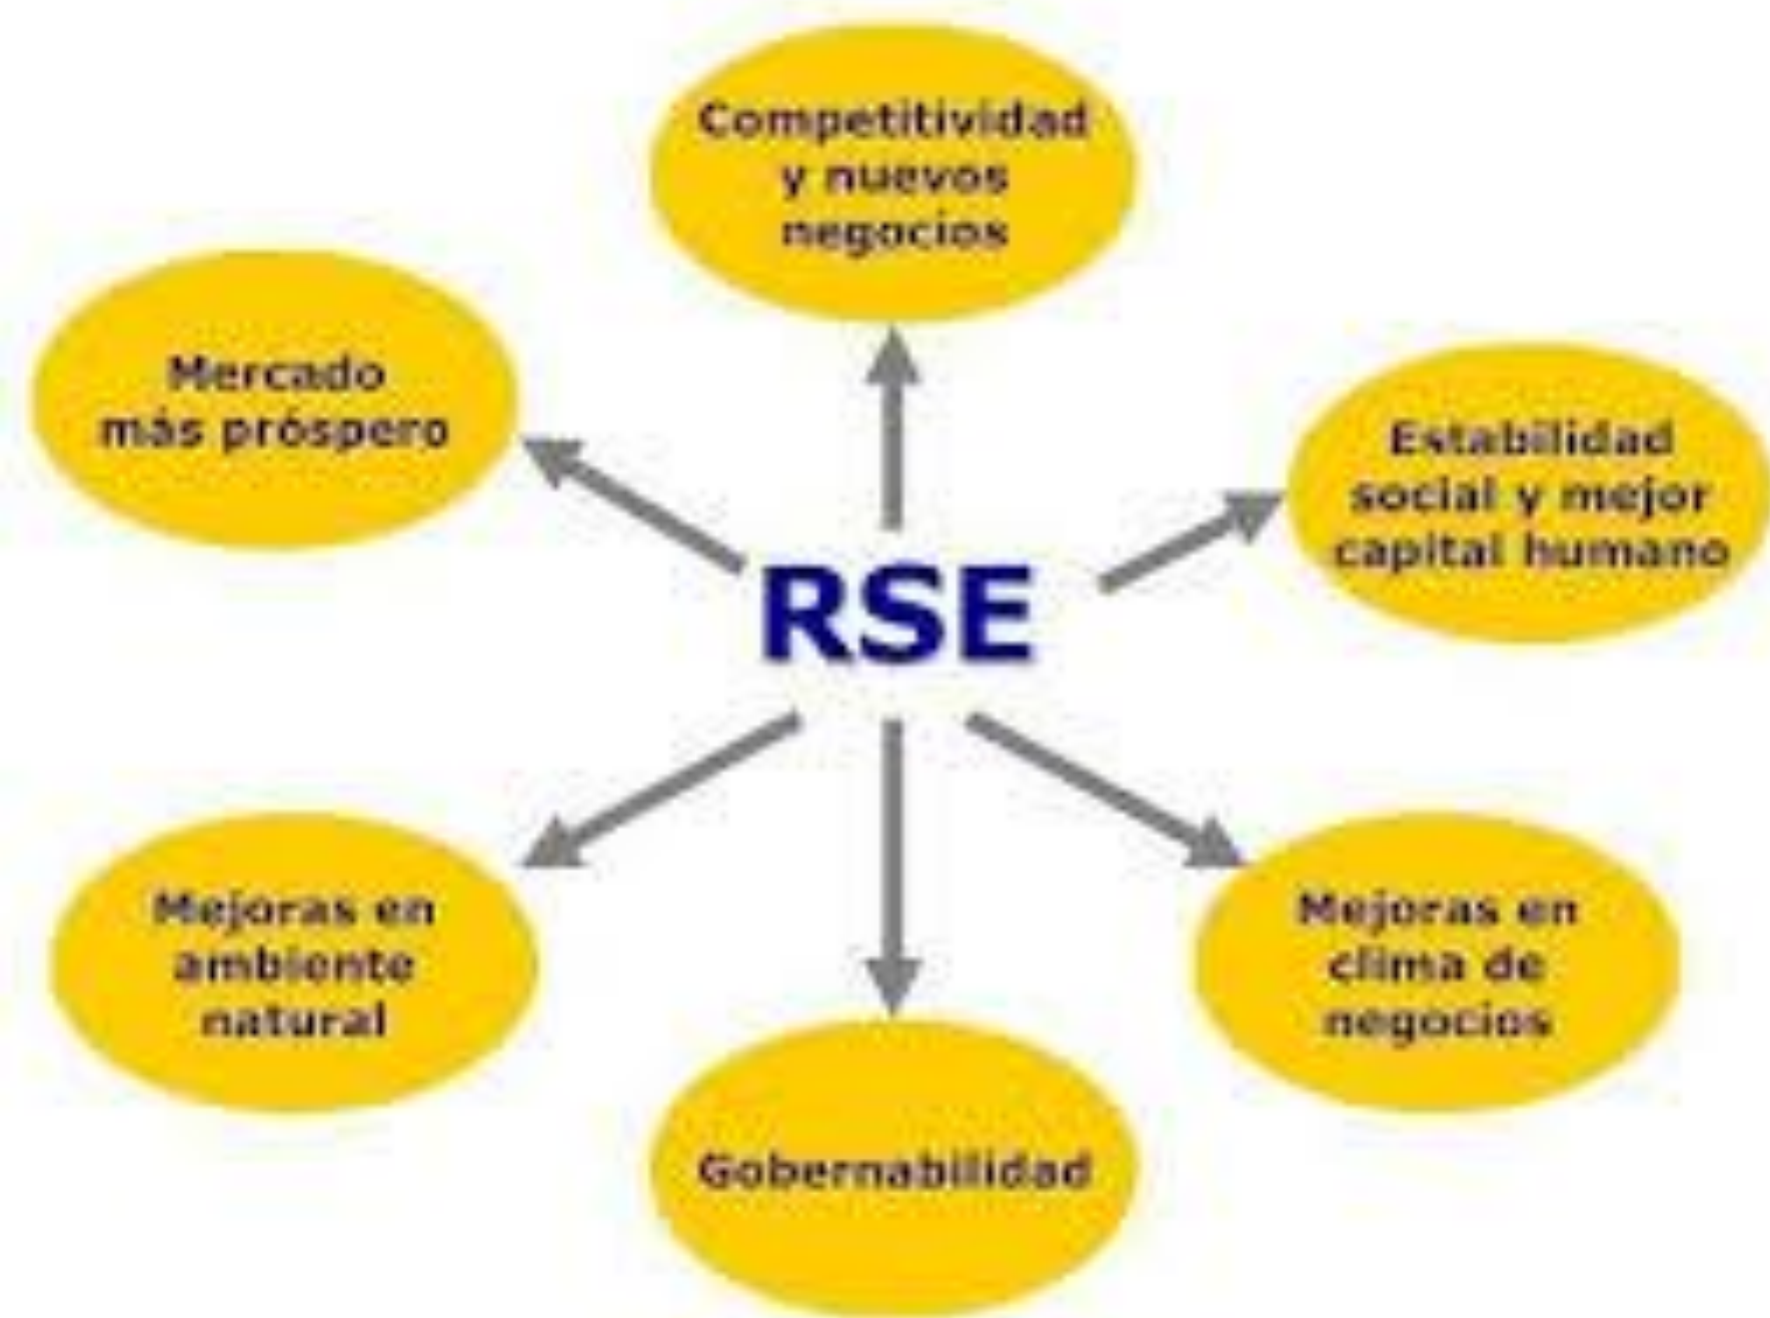 Competitividad
y nuevos
negocios
Mercado
más próspero
Estabilidad
social y mejor
capital humano
RSE
Mejoras en
ambiente
natural
Mejoras en
clima de
negocios
Gobernabilidad